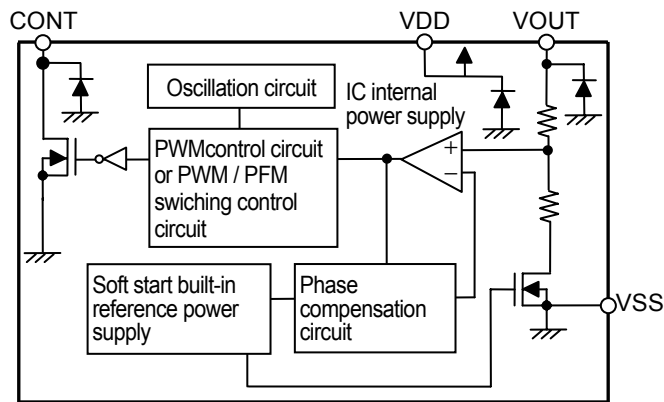 CONT
VDD
VOUT
Oscillation circuit
IC internal
power supply
PWMcontrol circuit
or PWM / PFM
swiching control
circuit
+
−
Soft start built-in
reference power
supply
Phase
compensation
circuit
VSS